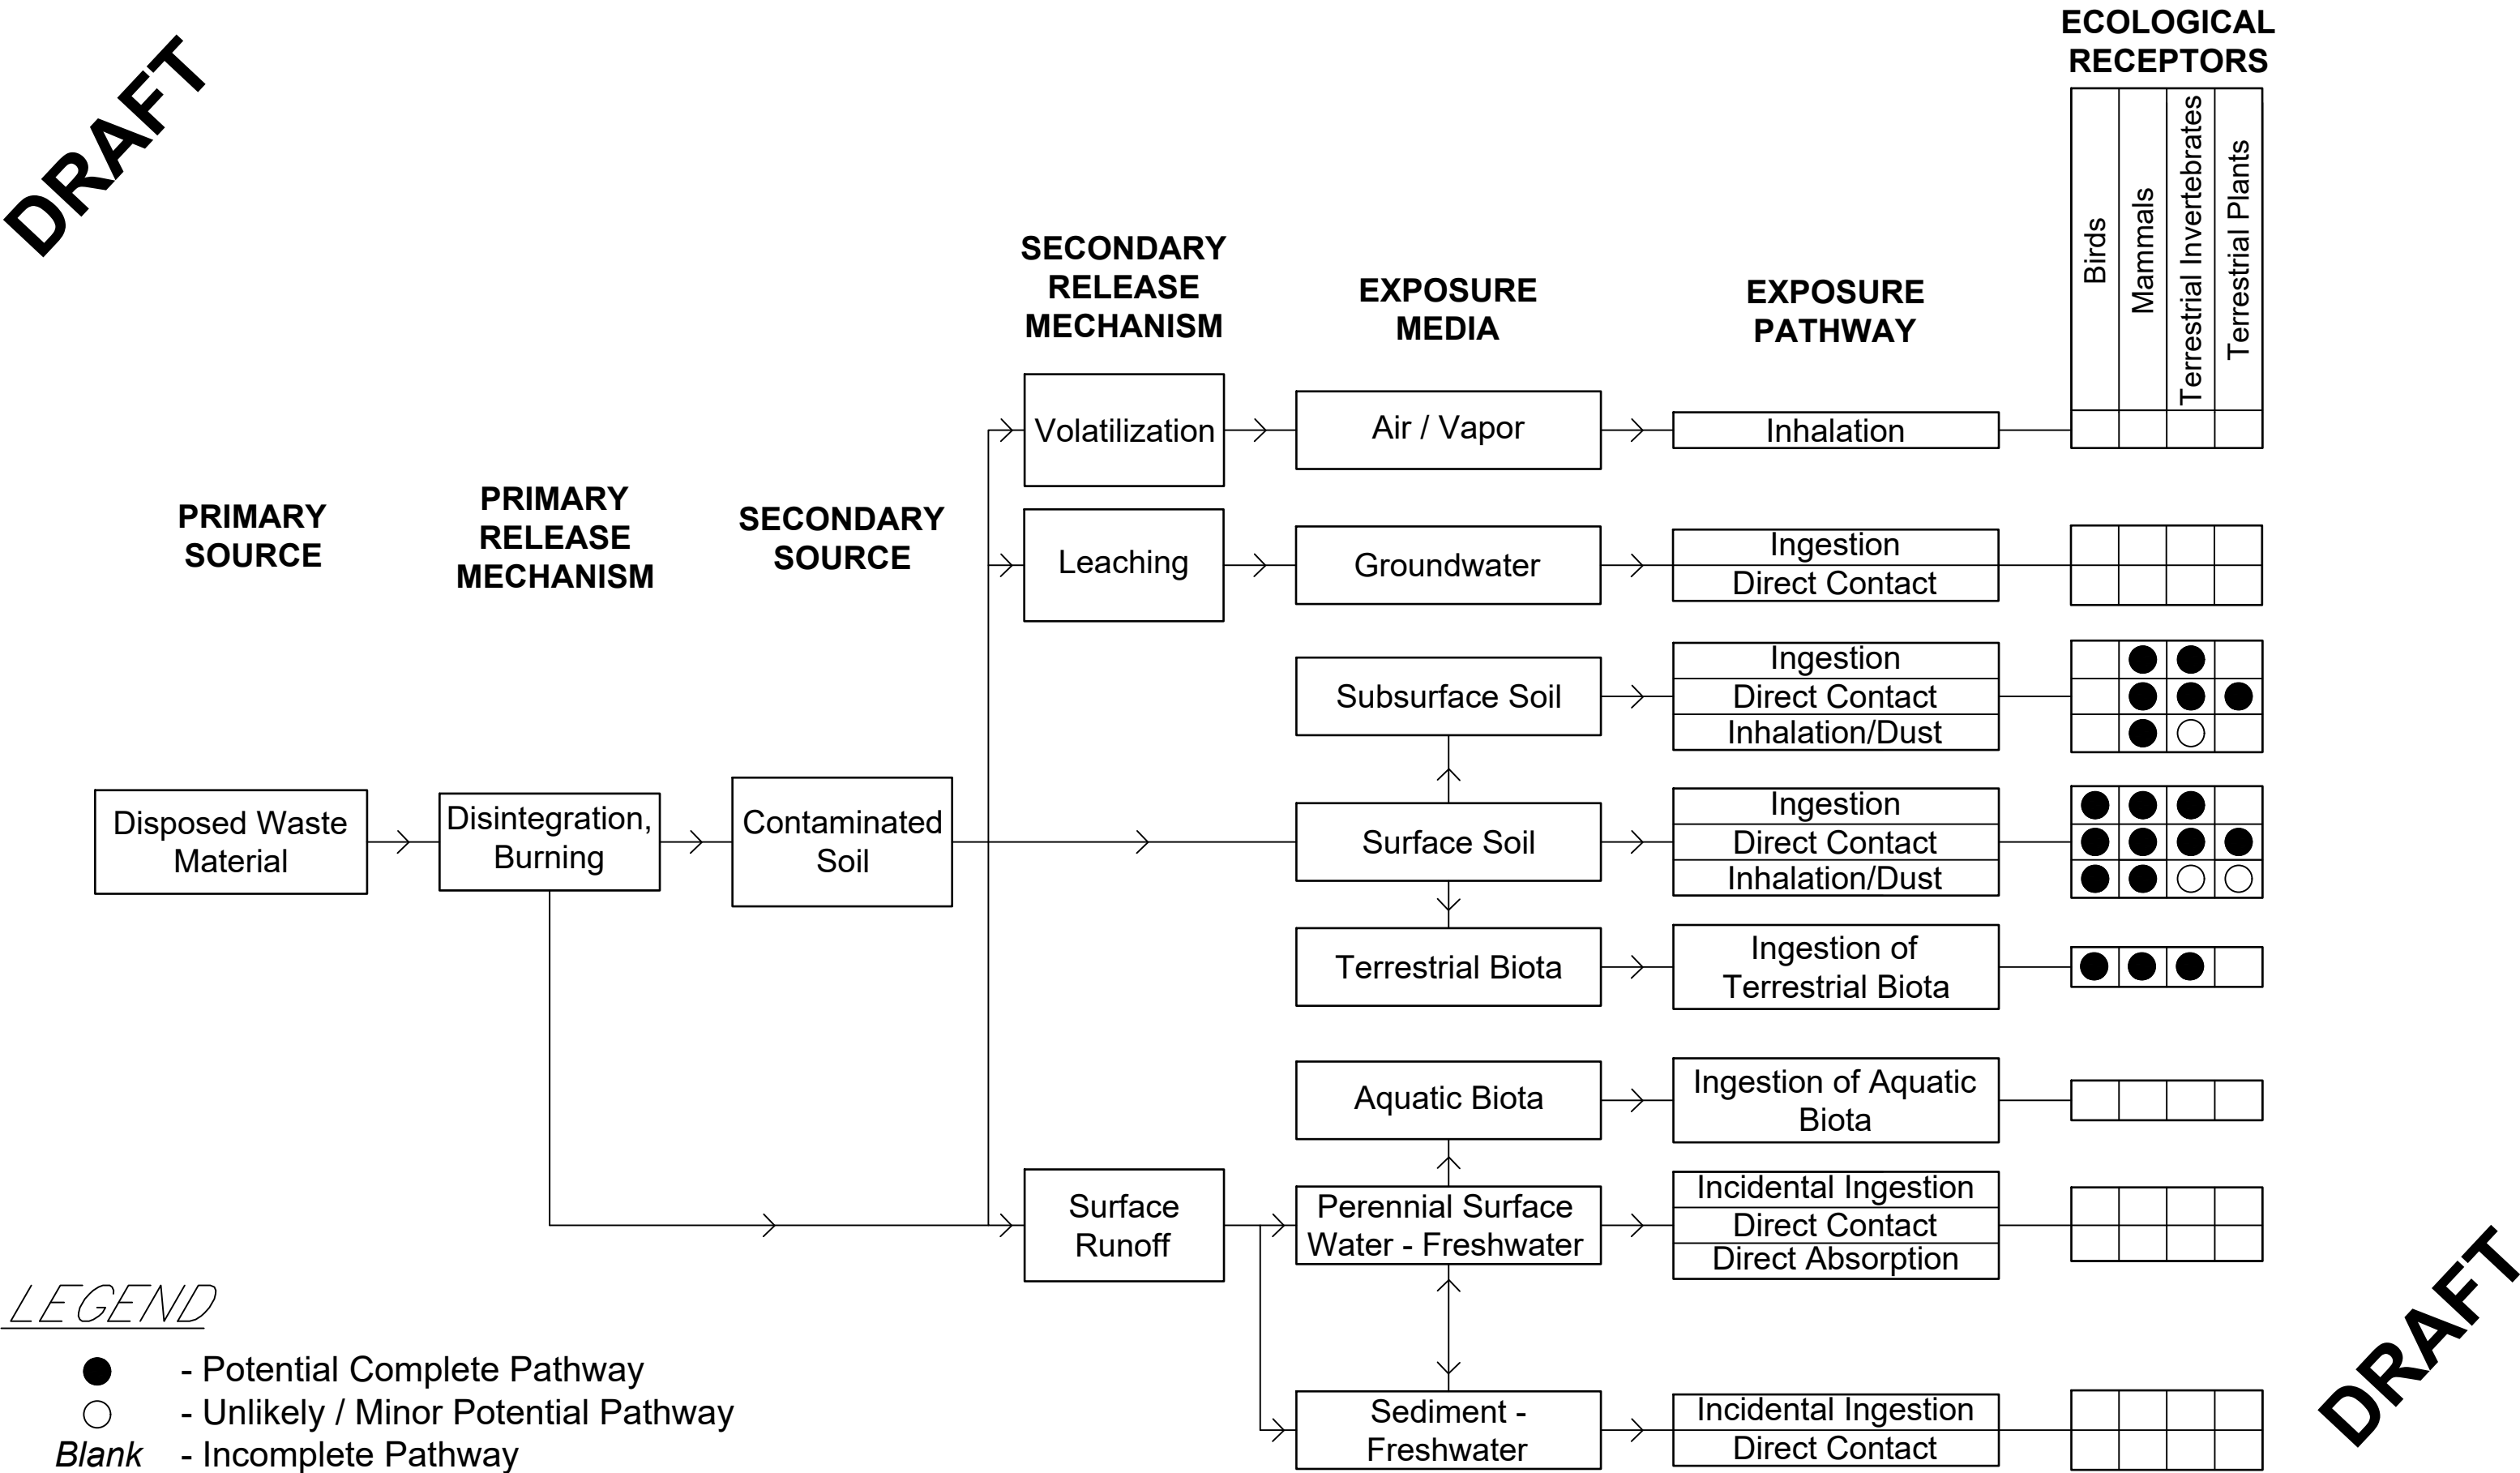 DRAFT
ECOLOGICAL
RECEPTORS
Birds
Mammals
Terrestrial Invertebrates
Terrestrial Plants
SECONDARY
RELEASE
MECHANISM
EXPOSURE
MEDIA
EXPOSURE
PATHWAY
Volatilization
Air / Vapor
Inhalation
PRIMARY
SOURCE
PRIMARY
RELEASE
MECHANISM
SECONDARY
SOURCE
Leaching
Groundwater
Ingestion
Direct Contact
Subsurface Soil
Ingestion
Direct Contact
Inhalation/Dust
Disposed Waste
Material
Disintegration,
Burning
Contaminated
Soil
Surface Soil
Ingestion
Direct Contact
Inhalation/Dust
Terrestrial Biota
Ingestion of
Terrestrial Biota
Aquatic Biota
Ingestion of Aquatic
Biota
Surface
Runoff
Perennial Surface
Water - Freshwater
Incidental Ingestion
Direct Contact
Direct Absorption
Sediment -
Freshwater
Incidental Ingestion
Direct Contact
LEGEND
- Potential Complete Pathway
- Unlikely / Minor Potential Pathway
Blank - Incomplete Pathway
DRAFT